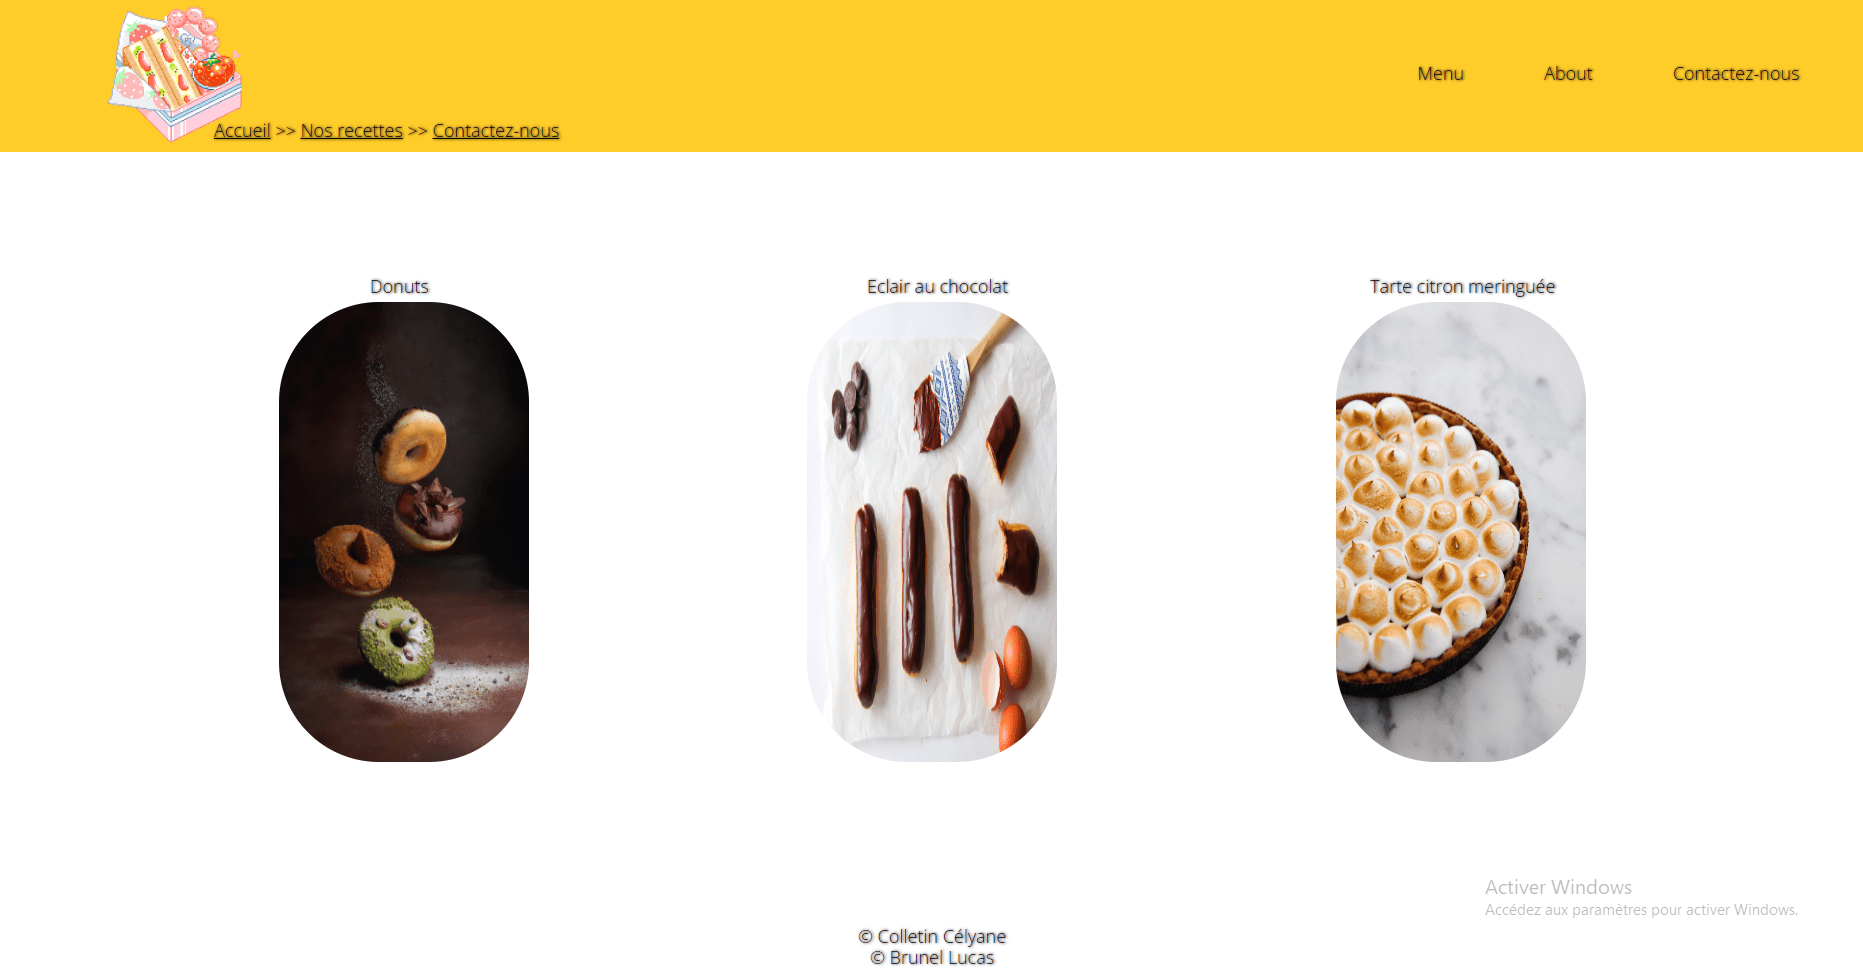 Menu About Contactez-nous
Accueil >> Nos recettes >> Contactez-nous
Donuts
Eclair au chocolat
Tarte citron meringuée
Activer Windows
Accédez aux paramètres pour activer Windows.
© Colletin Célyane
© Brunel Lucas